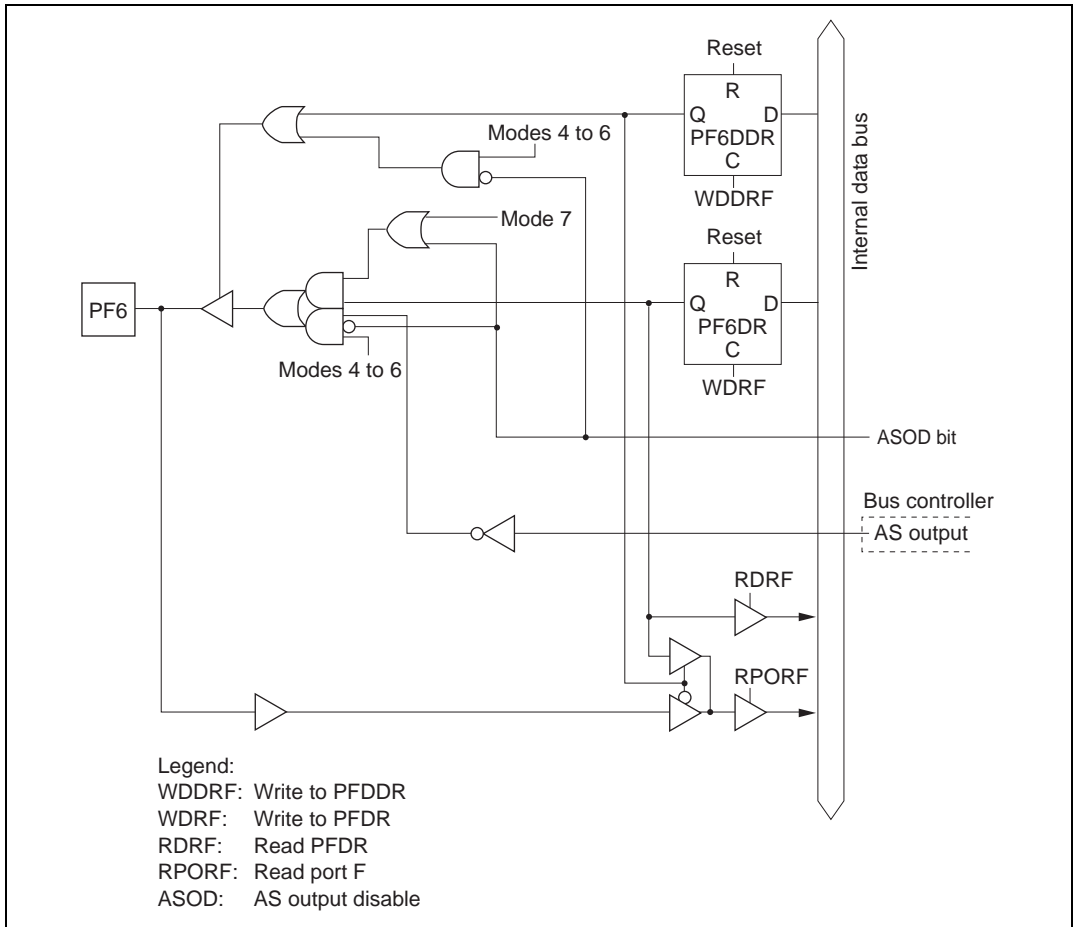 Reset
R
Q D
PF6DDR
C
WDDRF
Modes 4 to 6
Internal data bus
Mode 7
Reset
R
Q D
PF6DR
C
WDRF
PF6
Modes 4 to 6
ASOD bit
Bus controller
AS output
RDRF
RPORF
Legend:
WDDRF: Write to PFDDR
WDRF: Write to PFDR
RDRF: Read PFDR
RPORF: Read port F
ASOD: AS output disable